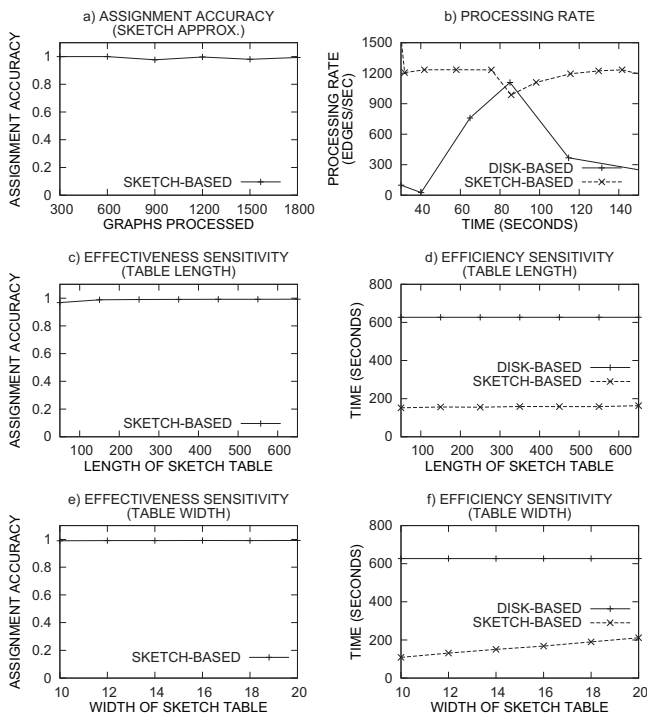 a) ASSIGNMENT ACCURACY
(SKETCH APPROX.)
ASSIGNMENT ACCURACY
1
0.8
0.6
0.4
0.2
0
SKETCH-BASED
300 600 900 1200 1500 1800
GRAPHS PROCESSED
b) PROCESSING RATE
PROCESSING RATE
(EDGES/SEC)
1500
1200
900
600
300
0
DISK-BASED
SKETCH-BASED
40 60 80 100 120 140
TIME (SECONDS)
c) EFFECTIVENESS SENSITIVITY
(TABLE LENGTH)
ASSIGNMENT ACCURACY
1
0.8
0.6
0.4
0.2
0
SKETCH-BASED
100 200 300 400 500 600
LENGTH OF SKETCH TABLE
d) EFFICIENCY SENSITIVITY
(TABLE LENGTH)
TIME (SECONDS)
800
600
400
200
0
DISK-BASED
SKETCH-BASED
100 200 300 400 500 600
LENGTH OF SKETCH TABLE
e) EFFECTIVENESS SENSITIVITY
(TABLE WIDTH)
ASSIGNMENT ACCURACY
1
0.8
0.6
0.4
0.2
0
SKETCH-BASED
10 12 14 16 18 20
WIDTH OF SKETCH TABLE
f) EFFICIENCY SENSITIVITY
(TABLE WIDTH)
TIME (SECONDS)
800
600
400
200
0
DISK-BASED
SKETCH-BASED
10 12 14 16 18 20
WIDTH OF SKETCH TABLE